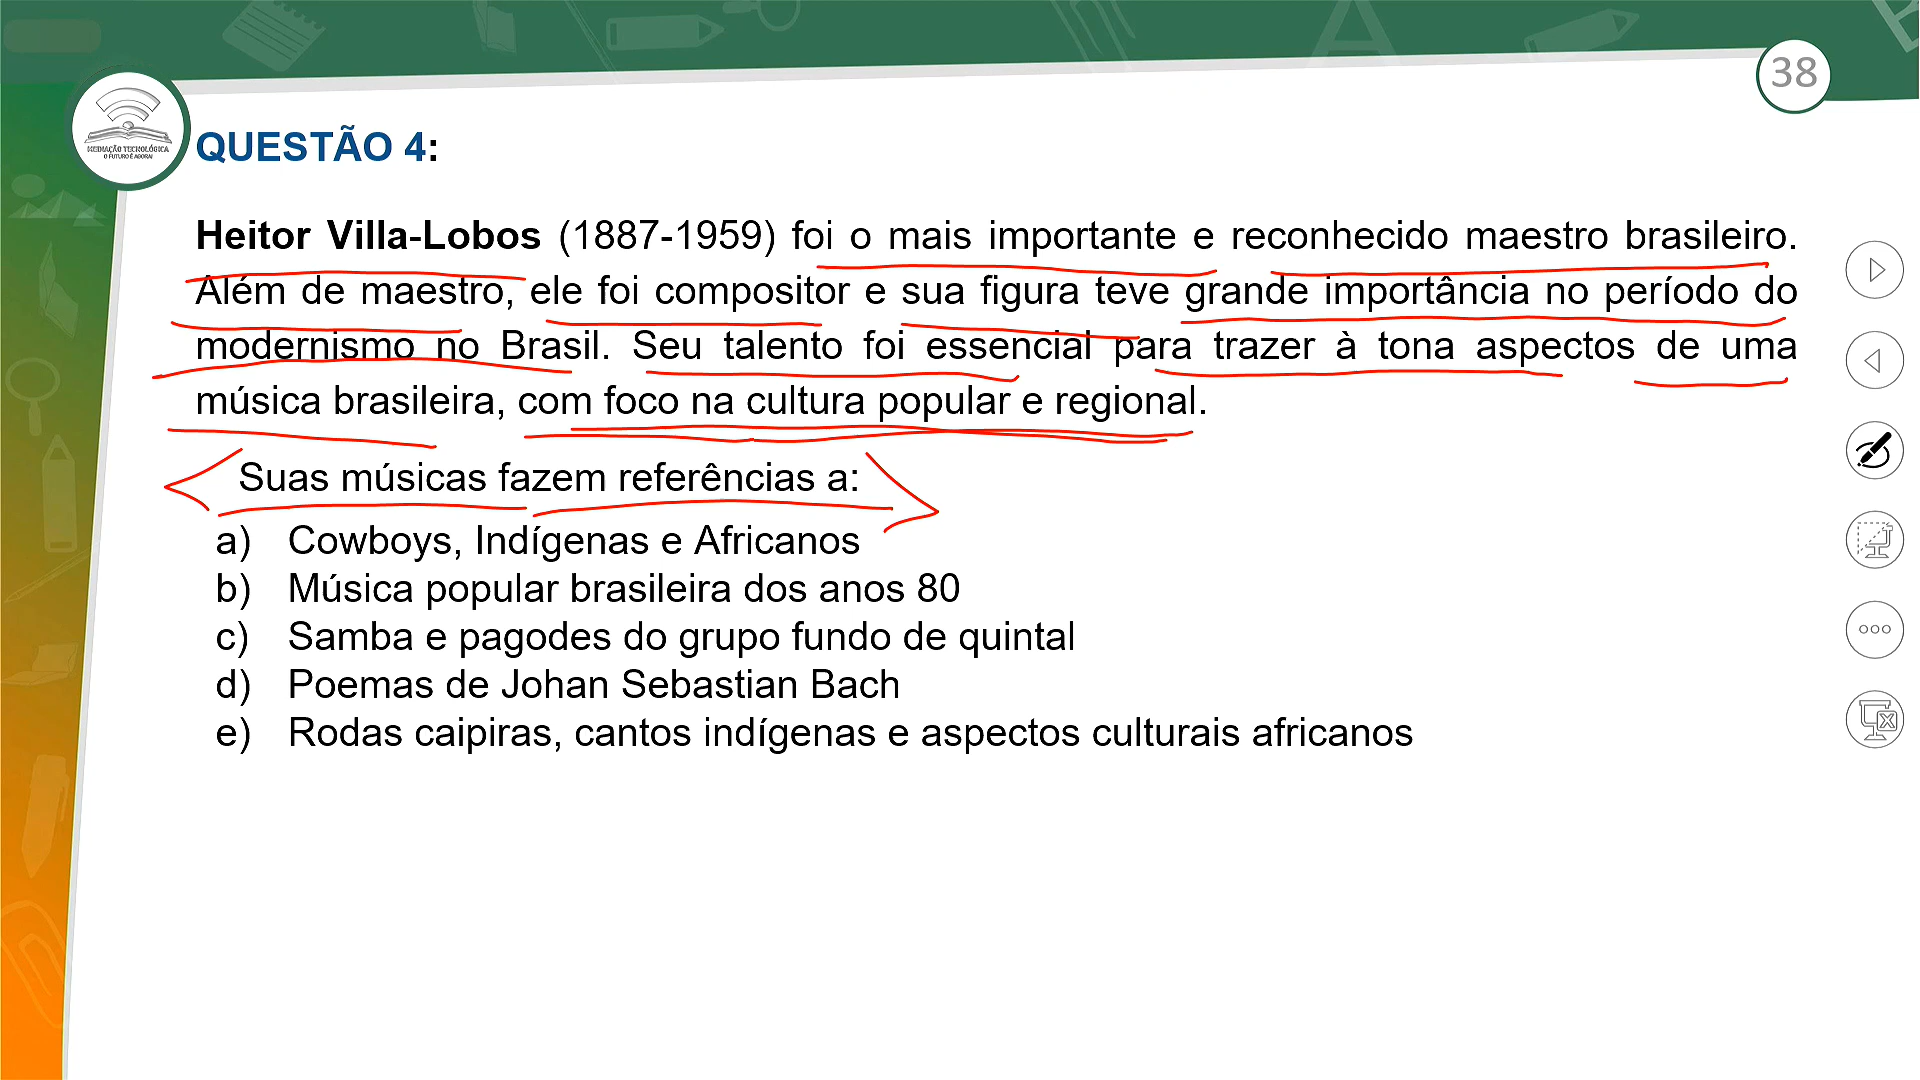 38
MEDIAÇÃO TECNOLÓGICA
O FUTURO É AGORA!
QUESTÃO 4:
Heitor Villa-Lobos (1887-1959) foi o mais importante e reconhecido maestro brasileiro.
Além de maestro, ele foi compositor e sua figura teve grande importância no período do
modernismo no Brasil. Seu talento foi essencial para trazer à tona aspectos de uma
música brasileira, com foco na cultura popular e regional.
Suas músicas fazem referências a:
a) Cowboys, Indígenas e Africanos
b) Música popular brasileira dos anos 80
c) Samba e pagodes do grupo fundo de quintal
d) Poemas de Johan Sebastian Bach
e) Rodas caipiras, cantos indígenas e aspectos culturais africanos